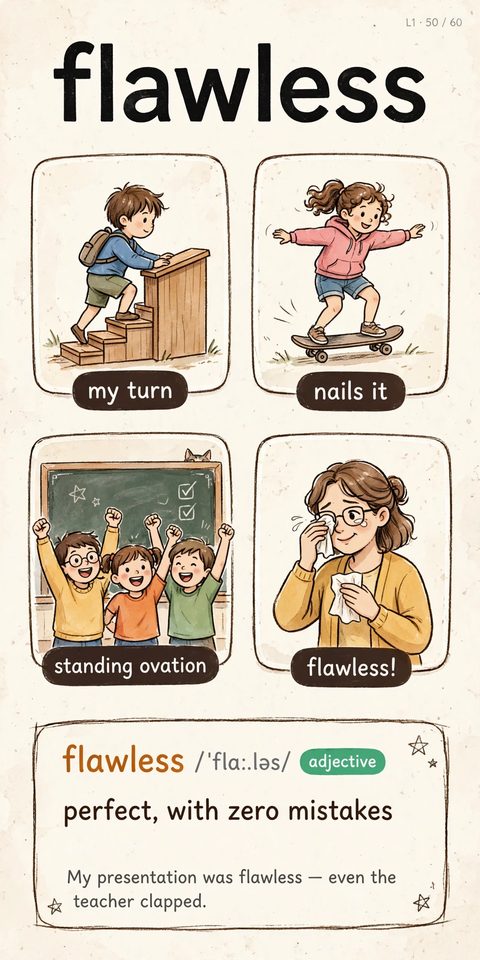 L1 · 50 / 60
flawless
my turn
nails it
standing ovation
flawless!
flawless /ˈflaː.ləs/ adjective
perfect, with zero mistakes
My presentation was flawless — even the
teacher clapped.